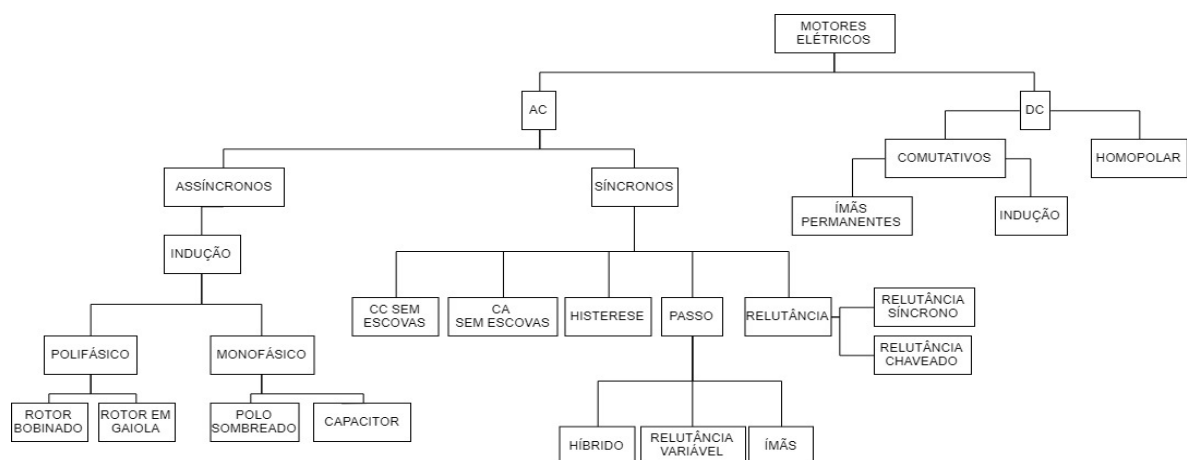 MOTORES
ELÉTRICOS
AC
DC
COMUTATIVOS
HOMOPOLAR
ASSÍNCRONOS
SÍNCRONOS
ÍMÃS
PERMANENTES
INDUÇÃO
INDUÇÃO
CC SEM
ESCOVAS
CA
SEM ESCOVAS
HISTERESE
PASSO
RELUTÂNCIA
RELUTÂNCIA
SÍNCRONO
RELUTÂNCIA
CHAVEADO
POLIFÁSICO
MONOFÁSICO
ROTOR
BOBINADO
ROTOR EM
GAIOLA
POLO
SOMBREADO
CAPACITOR
HÍBRIDO
RELUTÂNCIA
VARIÁVEL
ÍMÃS